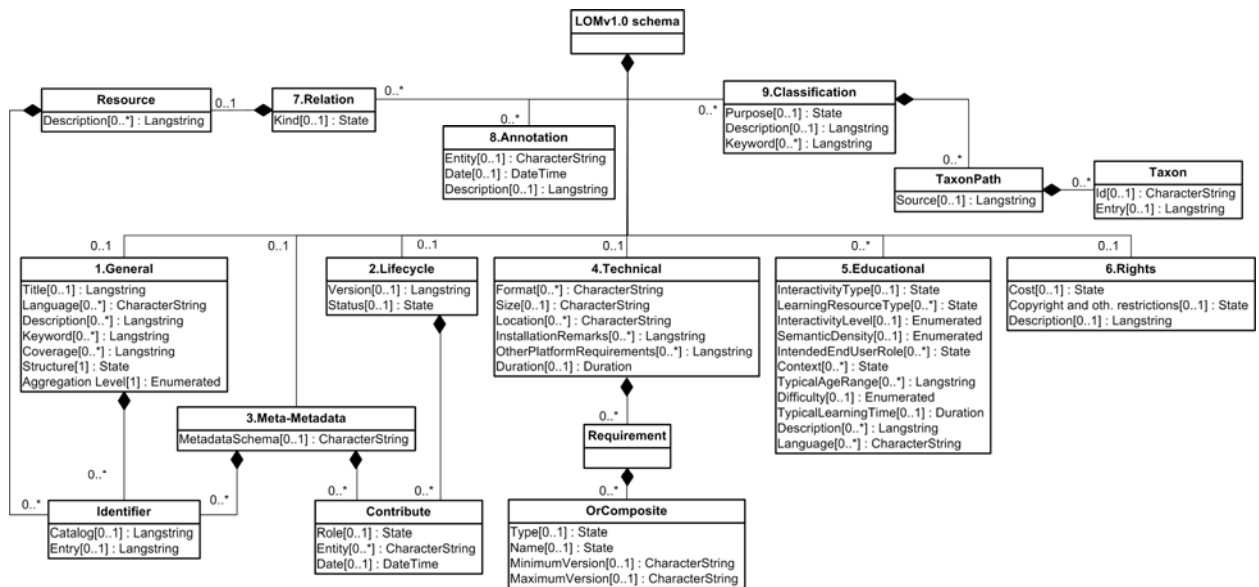 LOMv1.0 schema
Resource
Description[0..*] : Langstring
0..1
7.Relation
Kind[0..1] : State
0..*
0..*
8.Annotation
Entity[0..1] : CharacterString
Date[0..1] : DateTime
Description[0..1] : Langstring
0..*
9.Classification
Purpose[0..1] : State
Description[0..1] : Langstring
Keyword[0..*] : Langstring
0..*
TaxonPath
Source[0..1] : Langstring
0..*
Taxon
Id[0..1] : CharacterString
Entry[0..1] : Langstring
0..1
0..1
0..1
0..1
0..*
0..1
1.General
Title[0..1] : Langstring
Language[0..*] : CharacterString
Description[0..*] : Langstring
Keyword[0..*] : Langstring
Coverage[0..*] : Langstring
Structure[1] : State
Aggregation Level[1] : Enumerated
2.Lifecycle
Version[0..1] : Langstring
Status[0..1] : State
4.Technical
Format[0..*] : CharacterString
Size[0..1] : CharacterString
Location[0..*] : CharacterString
InstallationRemarks[0..*] : Langstring
OtherPlatformRequirements[0..*] : Langstring
Duration[0..1] : Duration
5.Educational
InteractivityType[0..1] : State
LearningResourceType[0..*] : State
InteractivityLevel[0..1] : Enumerated
SemanticDensity[0..1] : Enumerated
IntendedEndUserRole[0..*] : State
Context[0..*] : State
TypicalAgeRange[0..*] : Langstring
Difficulty[0..1] : Enumerated
TypicalLearningTime[0..1] : Duration
Description[0..*] : Langstring
Language[0..*] : CharacterString
6.Rights
Cost[0..1] : State
Copyright and oth. restrictions[0..1] : State
Description[0..1] : Langstring
3.Meta-Metadata
MetadataSchema[0..1] : CharacterString
0..*
Requirement
0..*
0..*
0..*
0..*
0..*
0..*
Identifier
Catalog[0..1] : Langstring
Entry[0..1] : Langstring
Contribute
Role[0..1] : State
Entity[0..*] : CharacterString
Date[0..1] : DateTime
OrComposite
Type[0..1] : State
Name[0..1] : State
MinimumVersion[0..1] : CharacterString
MaximumVersion[0..1] : CharacterString